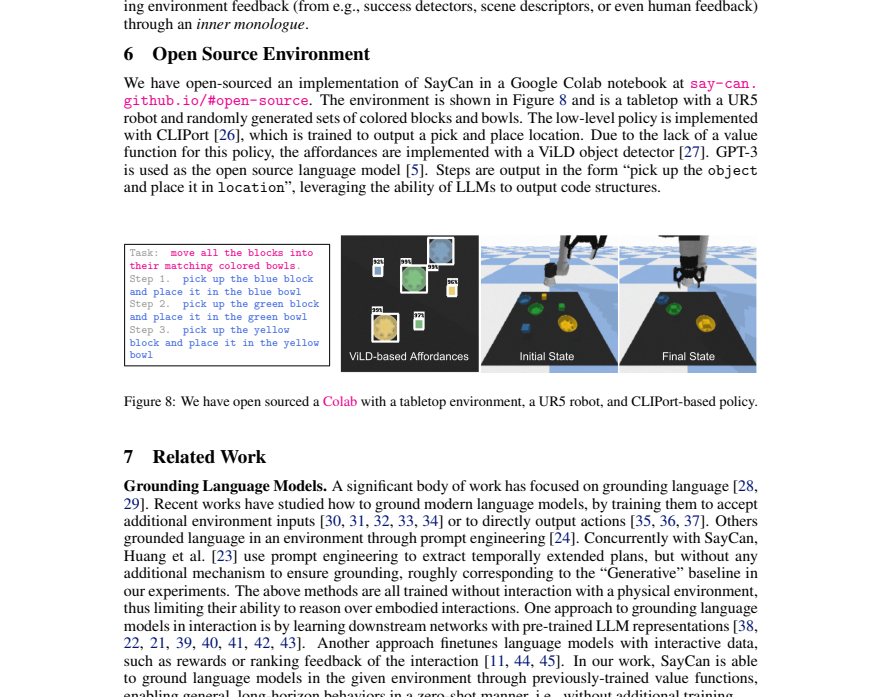 ing environment feedback (from e.g., success detectors, scene descriptors, or even human feedback)
through an inner monologue.
6 Open Source Environment
We have open-sourced an implementation of SayCan in a Google Colab notebook at say-can.
github.io/#open-source. The environment is shown in Figure 8 and is a tabletop with a UR5
robot and randomly generated sets of colored blocks and bowls. The low-level policy is implemented
with CLIPort [26], which is trained to output a pick and place location. Due to the lack of a value
function for this policy, the affordances are implemented with a ViLD object detector [27]. GPT-3
is used as the open source language model [5]. Steps are output in the form “pick up the object
and place it in location”, leveraging the ability of LLMs to output code structures.
Task: move all the blocks into
their matching colored bowls.
Step 1. pick up the blue block
and place it in the blue bowl
Step 2. pick up the green block
and place it in the green bowl
Step 3. pick up the yellow
block and place it in the yellow
bowl
92%
99%
99%
96%
99%
97%
ViLD-based Affordances
Initial State
Final State
Figure 8: We have open sourced a Colab with a tabletop environment, a UR5 robot, and CLIPort-based policy.
7 Related Work
Grounding Language Models. A significant body of work has focused on grounding language [28,
29]. Recent works have studied how to ground modern language models, by training them to accept
additional environment inputs [30, 31, 32, 33, 34] or to directly output actions [35, 36, 37]. Others
grounded language in an environment through prompt engineering [24]. Concurrently with SayCan,
Huang et al. [23] use prompt engineering to extract temporally extended plans, but without any
additional mechanism to ensure grounding, roughly corresponding to the “Generative” baseline in
our experiments. The above methods are all trained without interaction with a physical environment,
thus limiting their ability to reason over embodied interactions. One approach to grounding language
models in interaction is by learning downstream networks with pre-trained LLM representations [38,
22, 21, 39, 40, 41, 42, 43]. Another approach finetunes language models with interactive data,
such as rewards or ranking feedback of the interaction [11, 44, 45]. In our work, SayCan is able
to ground language models in the given environment through previously-trained value functions,
enabling general, long-horizon behaviors in a zero-shot manner, i.e., without additional training.